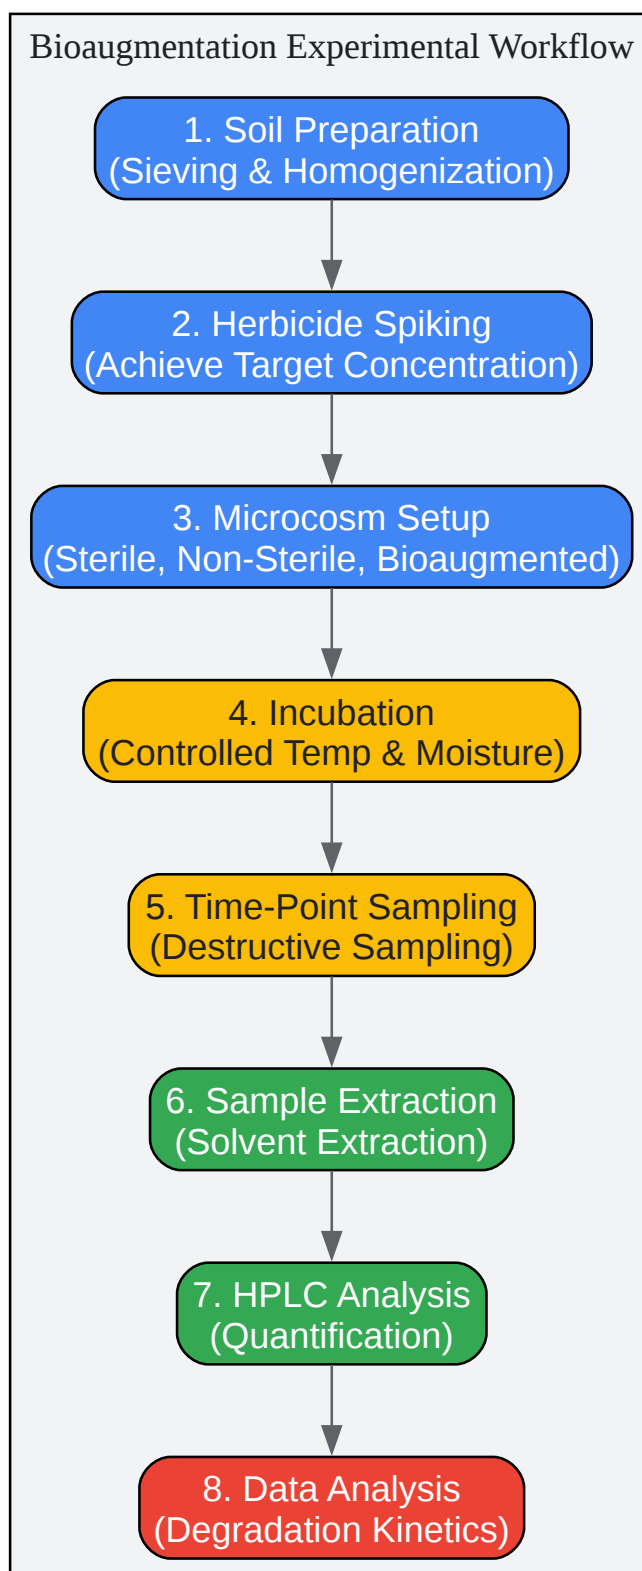 Bioaugmentation Experimental Workflow
1. Soil Preparation
(Sieving & Homogenization)
2. Herbicide Spiking
(Achieve Target Concentration)
3. Microcosm Setup
(Sterile, Non-Sterile, Bioaugmented)
4. Incubation
(Controlled Temp & Moisture)
5. Time-Point Sampling
(Destructive Sampling)
6. Sample Extraction
(Solvent Extraction)
7. HPLC Analysis
(Quantification)
8. Data Analysis
(Degradation Kinetics)